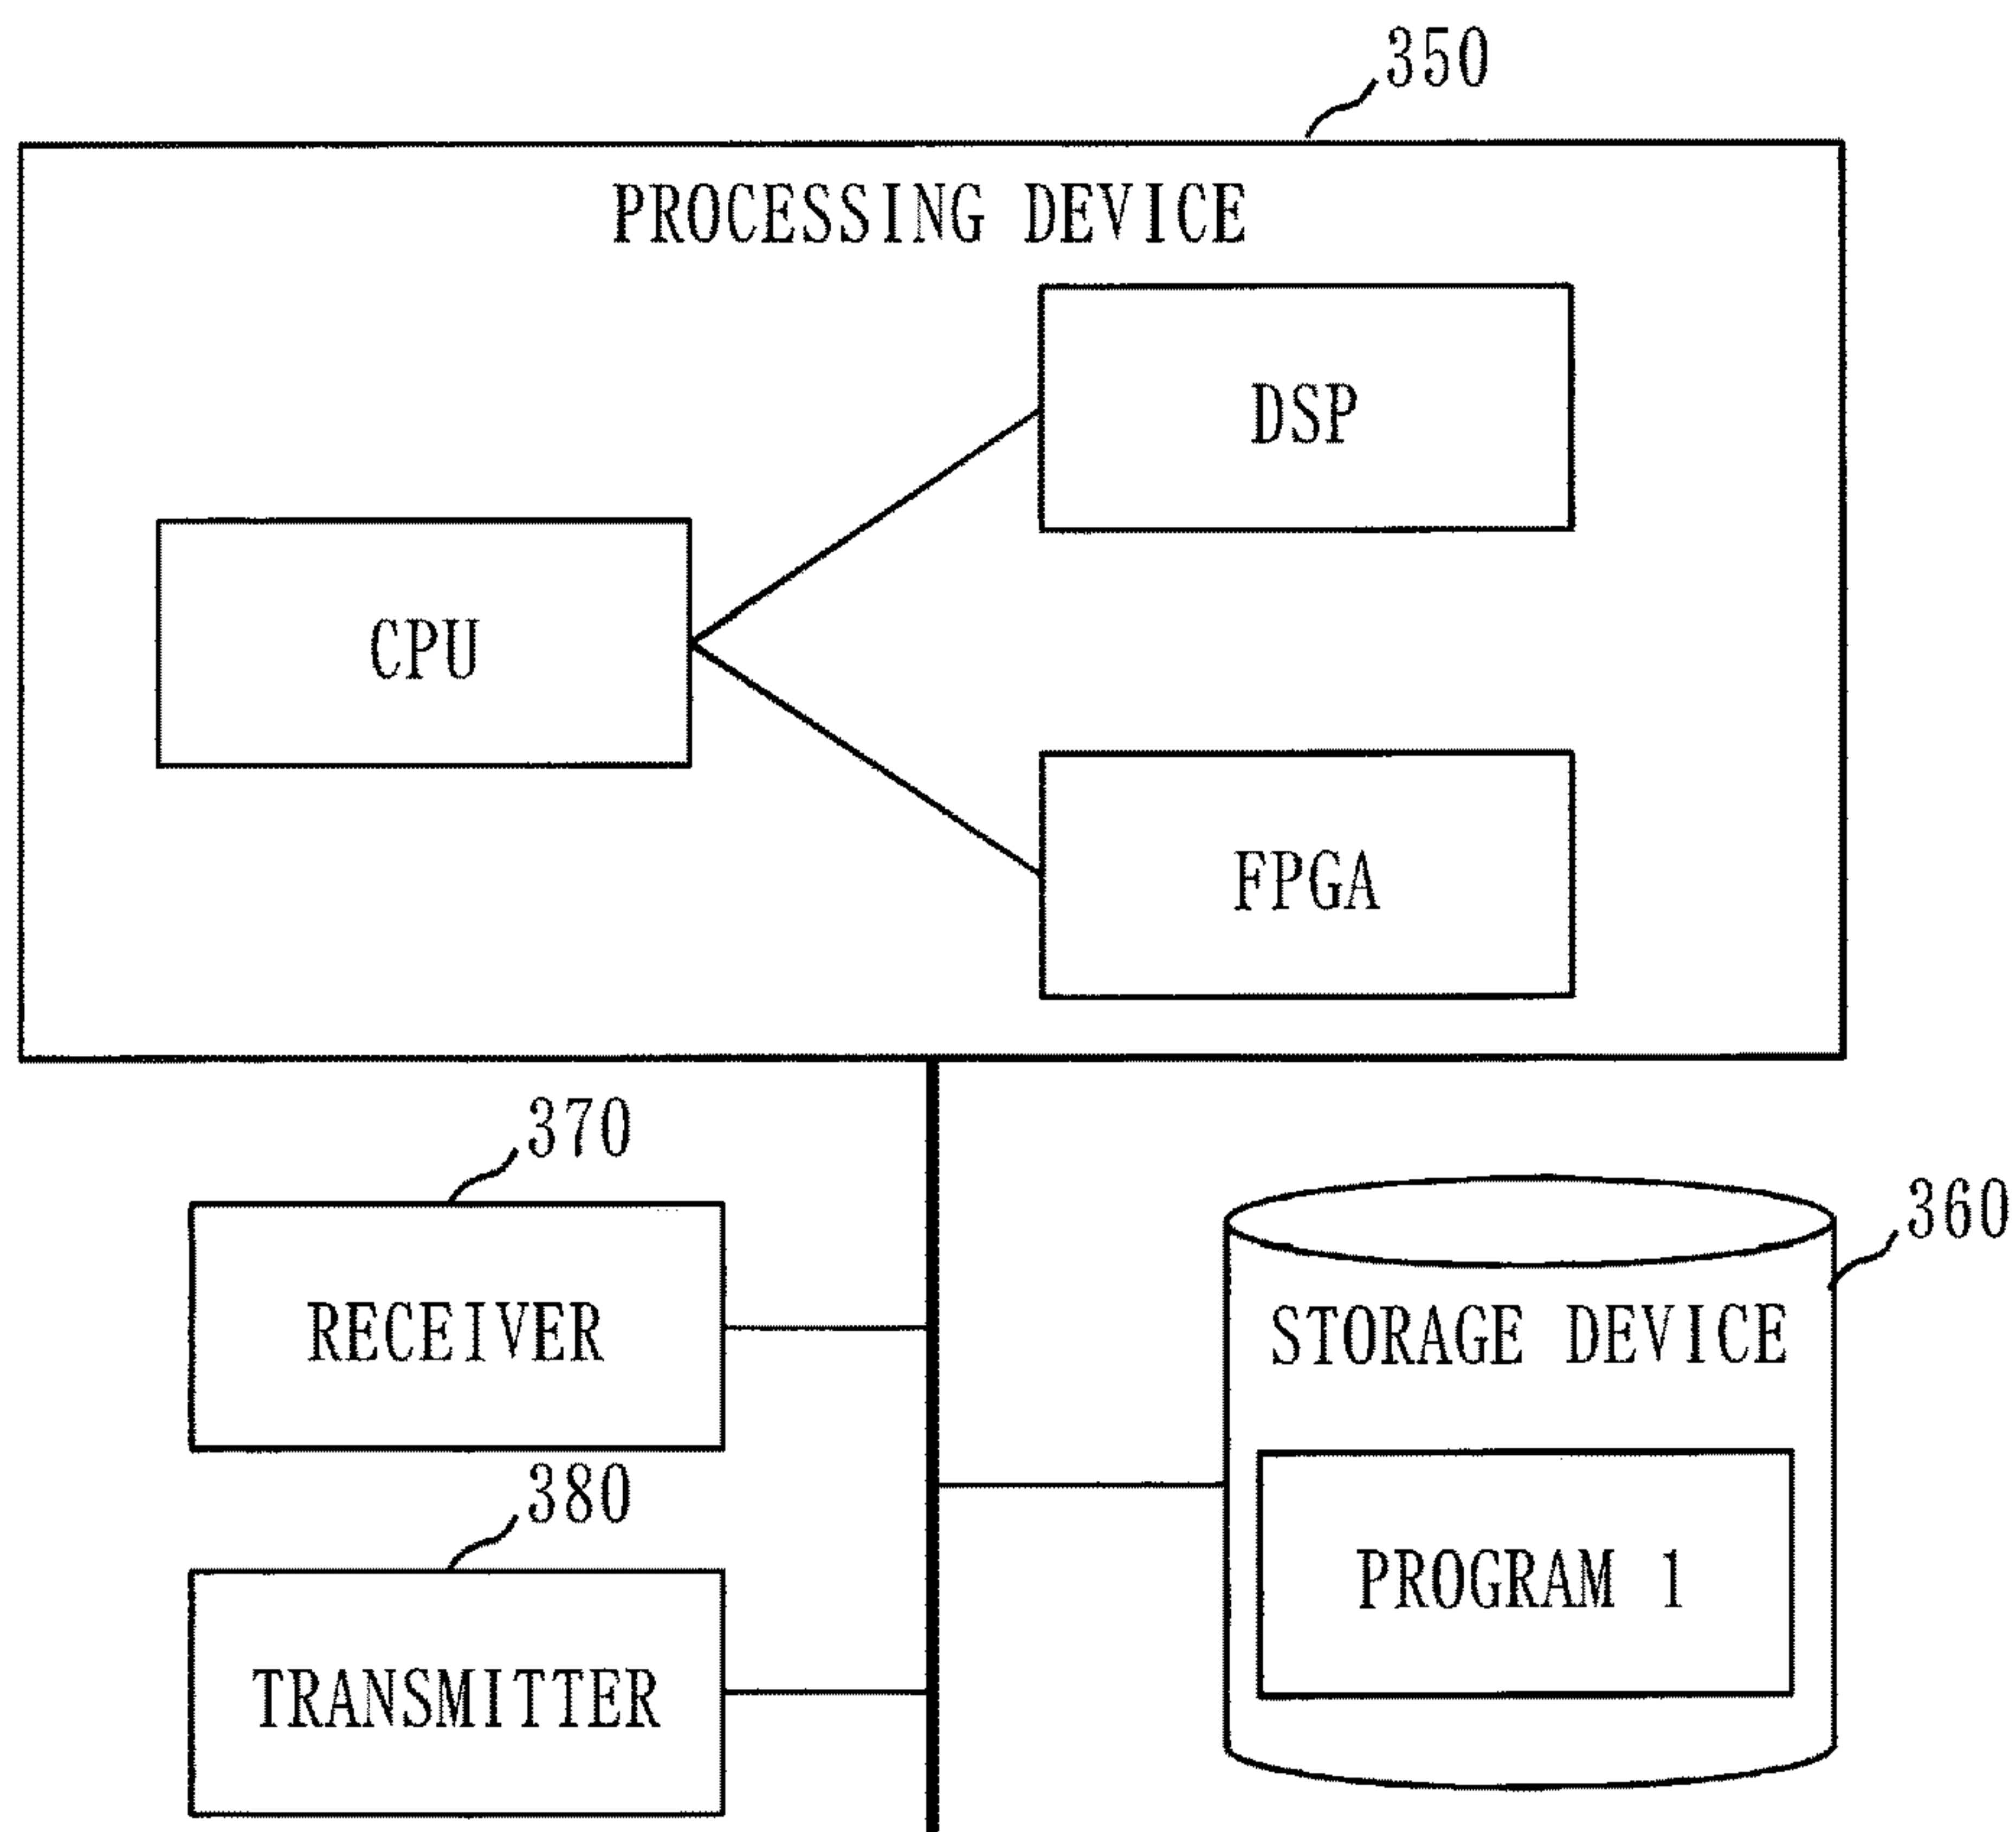 350
PROCESSING DEVICE
DSP
CPU
FPGA
370
RECEIVER
360
STORAGE DEVICE
PROGRAM 1
380
TRANSMITTER